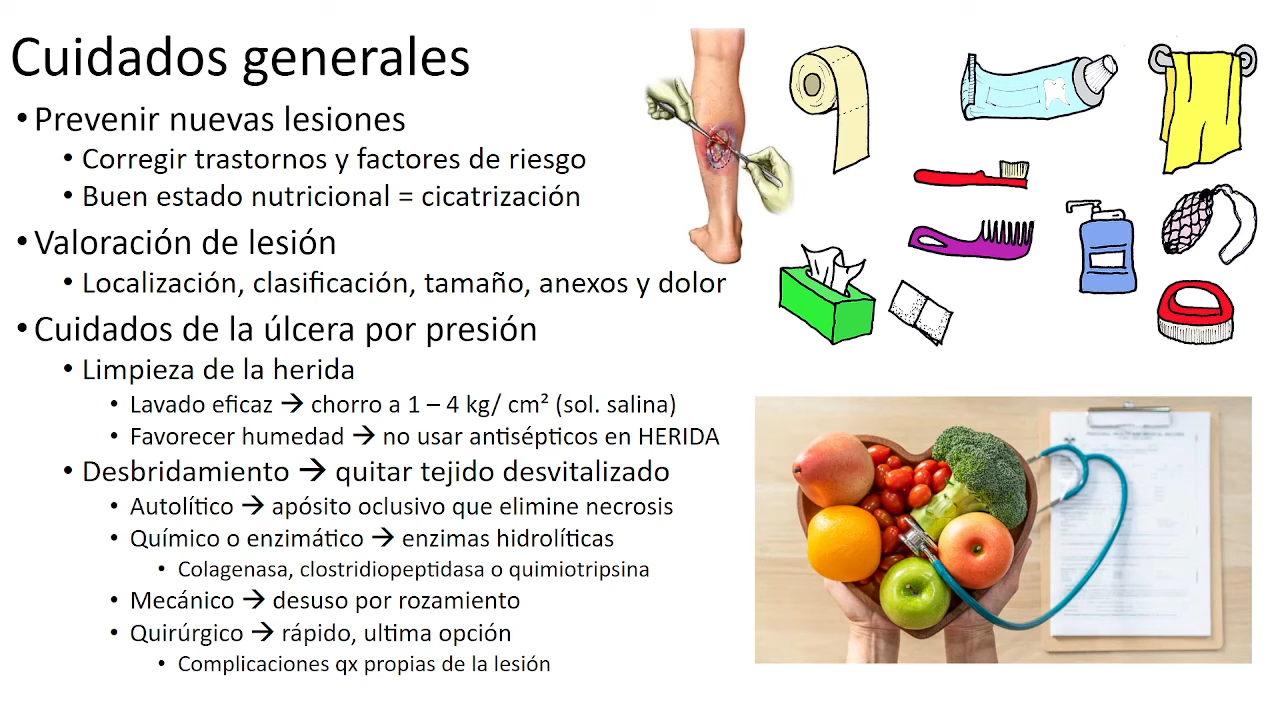 Cuidados generales
• Prevenir nuevas lesiones
• Corregir trastornos y factores de riesgo
• Buen estado nutricional = cicatrización
• Valoración de lesión
• Localización, clasificación, tamaño, anexos y dolor
• Cuidados de la úlcera por presión
• Limpieza de la herida
• Lavado eficaz → chorro a 1 – 4 kg/ cm² (sol. salina)
• Favorecer humedad → no usar antisépticos en HERIDA
• Desbridamiento → quitar tejido desvitalizado
• Autolítico → apósito oclusivo que elimine necrosis
• Químico o enzimático → enzimas hidrolíticas
• Colagenasa, clostridiopeptidasa o quimiotripsina
• Mecánico → desuso por rozamiento
• Quirúrgico → rápido, ultima opción
• Complicaciones qx propias de la lesión